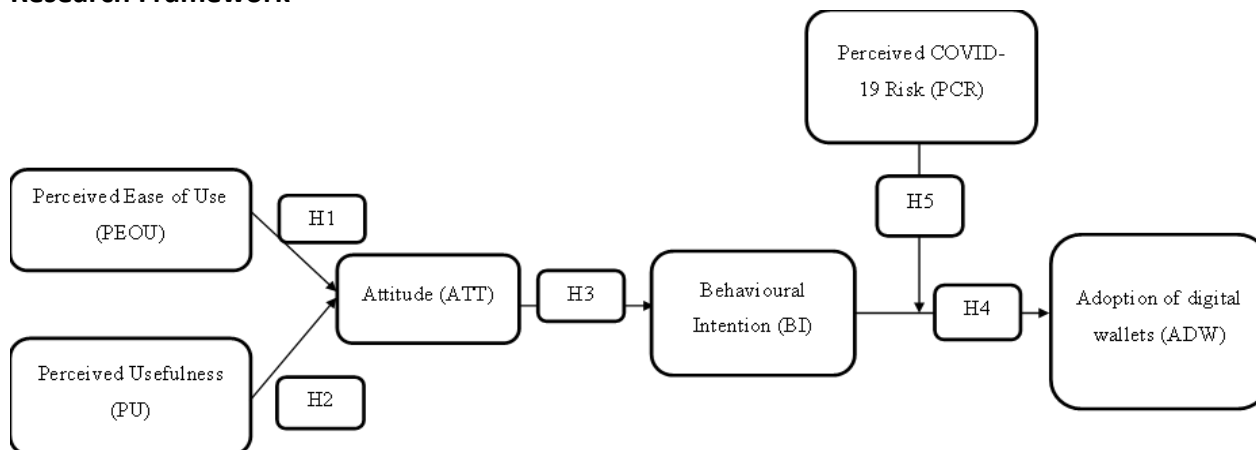 Research Framework
Perceived COVID-
19 Risk (PCR)
Perceived Ease of Use
(PEOU)
H1
H5
Attitude (ATT)
H3
Behavioural
Intention (BI)
H4
Adoption of digital
wallets (ADW)
Perceived Usefulness
(PU)
H2